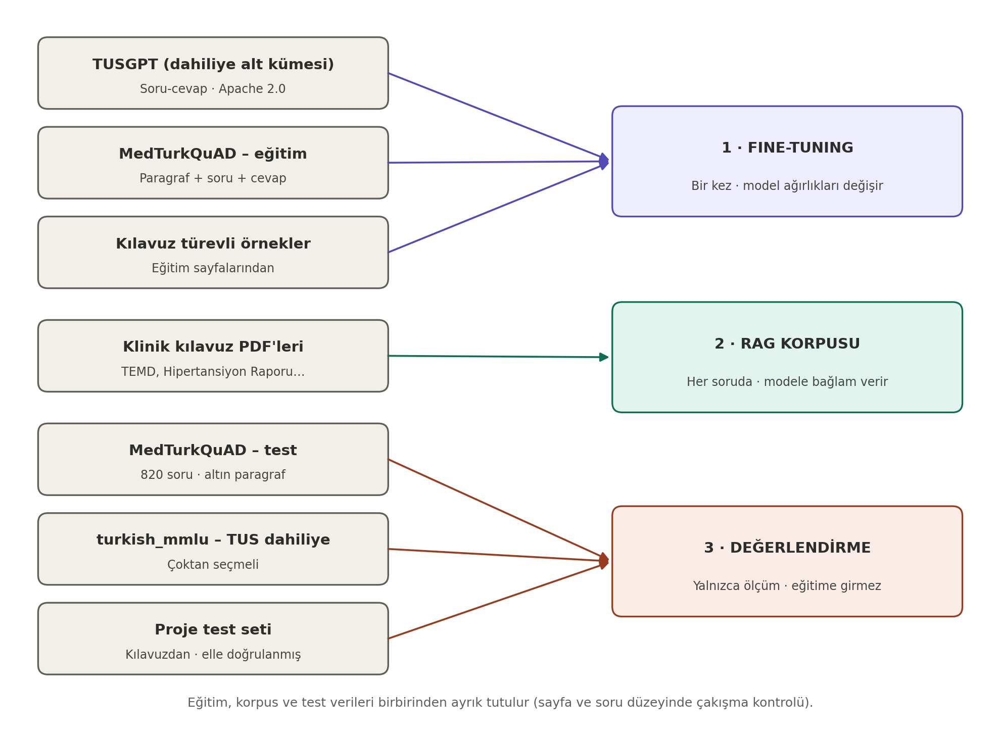 TUSGPT (dahiliye alt kümesi)
Soru-cevap · Apache 2.0
MedTurkQuAD – eğitim
Paragraf + soru + cevap
Kılavuz türevli örnekler
Eğitim sayfalarından
1 · FINE-TUNING
Bir kez · model ağırlıkları değişir
Klinik kılavuz PDF'leri
TEMD, Hipertansiyon Raporu…
2 · RAG KORPUSU
Her soruda · modele bağlam verir
MedTurkQuAD – test
820 soru · altın paragraf
turkish_mmlu – TUS dahiliye
Çoktan seçmeli
Proje test seti
Kılavuzdan · elle doğrulanmış
3 · DEĞERLENDİRME
Yalnızca ölçüm · eğitime girmez
Eğitim, korpus ve test verileri birbirinden ayrık tutulur (sayfa ve soru düzeyinde çakışma kontrolü).